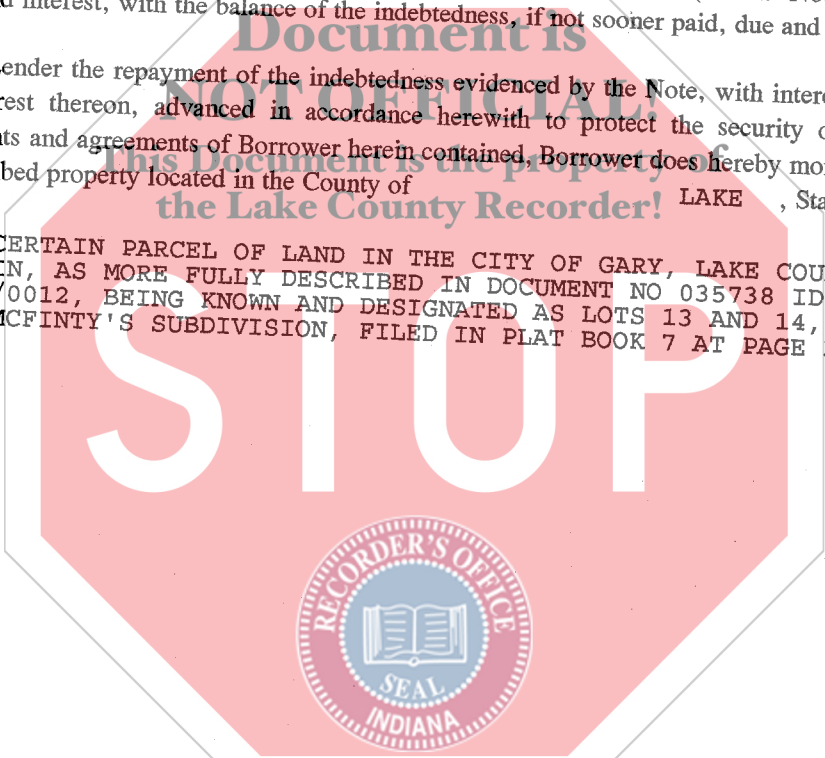 interest, with the balance of the indebtedness, if not sooner paid, due and
Document is
ender the repayment of the indebtedness evidenced by the Note, with inter
NOT OFFICIAL!
rest thereon, advanced in accordance herewith to protect the security
nts and agreements of Borrower herein contained, Borrower does hereby mo
This Document is the property of
bed property located in the County of LAKE , Sta
the Lake County Recorder!
CERTAIN PARCEL OF LAND IN THE CITY OF GARY, LAKE COU
N, AS MORE FULLY DESCRIBED IN DOCUMENT NO 035738 ID
/0012, BEING KNOWN AND DESIGNATED AS LOTS 13 AND 14,
MCFINTY'S SUBDIVISION, FILED IN PLAT BOOK 7 AT PAGE
STOP
RECORDER'S OFFICE
SEAL
INDIANA